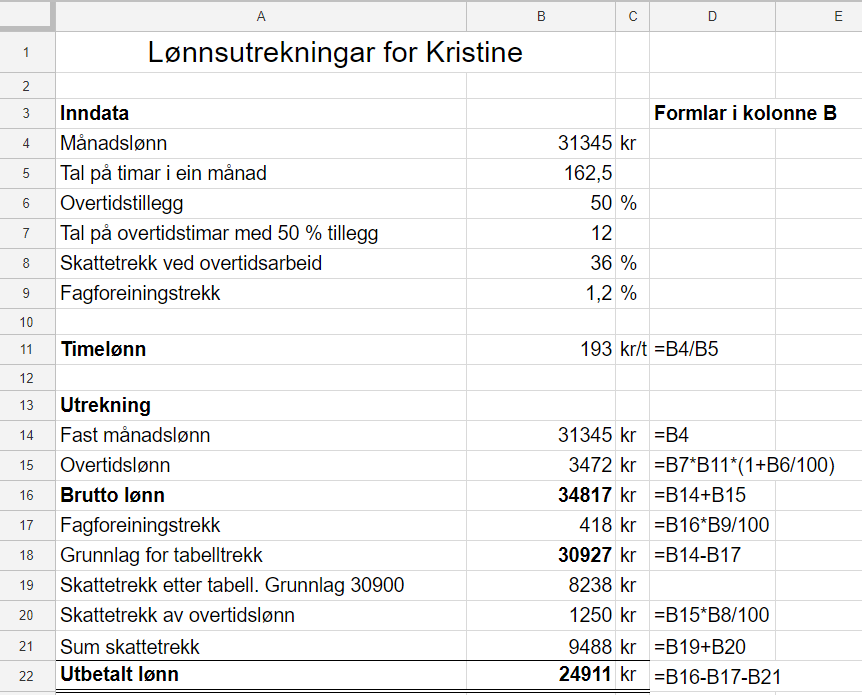 A B C D E
1 Lønnsutrekningar for Kristine
2
3 Inndata Formlar i kolonne B
4 Månadslønn 31345 kr
5 Tal på timar i ein månad 162,5
6 Overtidstillegg 50 %
7 Tal på overtidstimar med 50 % tillegg 12
8 Skattetrekk ved overtidsarbeid 36 %
9 Fagforeiningstrekk 1,2 %
10
11 Timelønn 193 kr/t =B4/B5
12
13 Utrekning
14 Fast månadslønn 31345 kr =B4
15 Overtidslønn 3472 kr =B7*B11*(1+B6/100)
16 Brutto lønn 34817 kr =B14+B15
17 Fagforeiningstrekk 418 kr =B16*B9/100
18 Grunnlag for tabelltrekk 30927 kr =B14-B17
19 Skattetrekk etter tabell. Grunnlag 30900 8238 kr
20 Skattetrekk av overtidslønn 1250 kr =B15*B8/100
21 Sum skattetrekk 9488 kr =B19+B20
22 Utbetalt lønn 24911 kr =B16-B17-B21